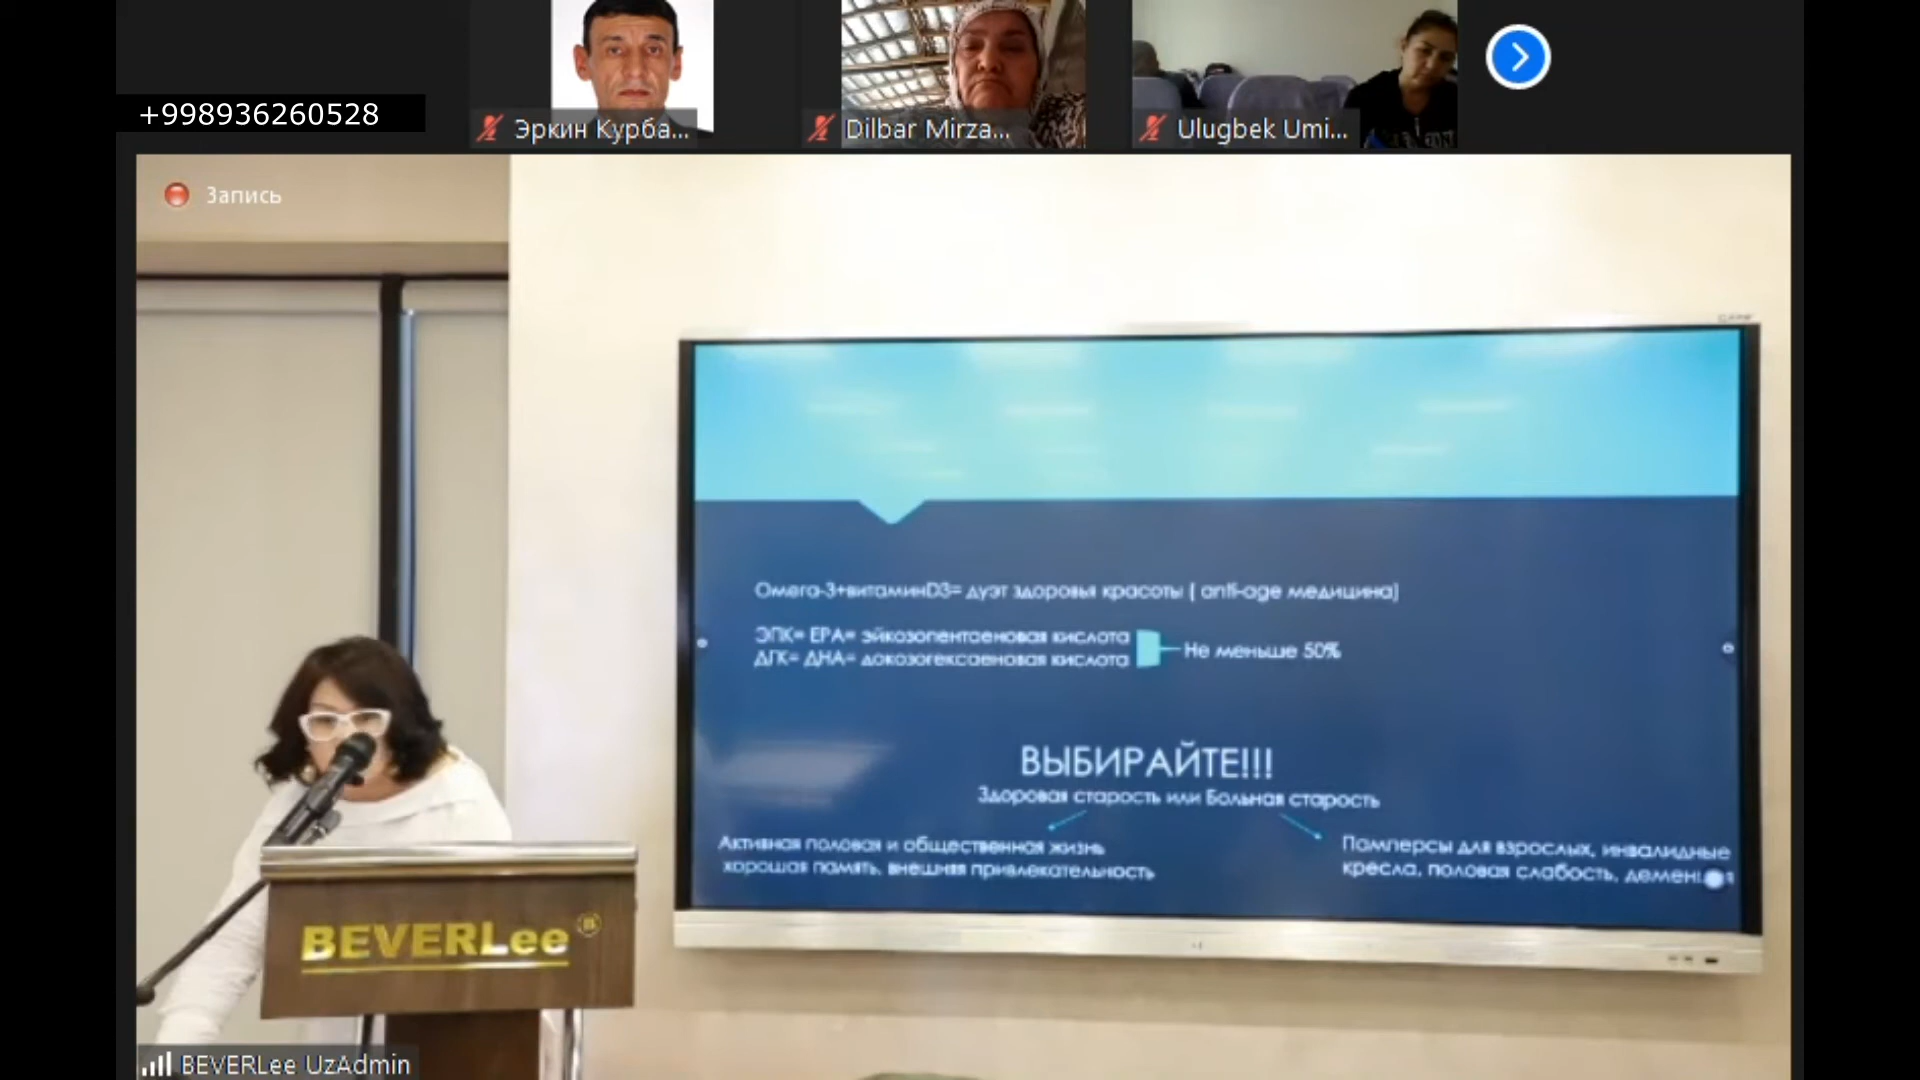 +998936260528
Эркин Курба...
Dilbar Mirza...
Ulugbek Umi...
Запись
Омега-3+витаминD3= дуэт здоровья красоты ( anti-age медицина)
ЭПК= EPA= эйкозопентаеновая кислота
ДГК= ДНА= докозогексаеновая кислота
Не меньше 50%
ВЫБИРАЙТЕ!!!
Здоровая старость или Больная старость
Активная половая и общественная жизнь
хорошая память, внешняя привлекательность
Памперсы для взрослых, инвалидные
кресла, половая слабость,
BEVERLee®
BEVERLee UzAdmin